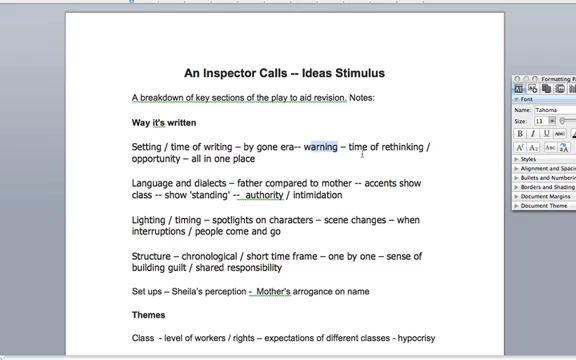 An Inspector Calls -- Ideas Stimulus
A breakdown of key sections of the play to aid revision. Notes:
Way it's written
Setting / time of writing – by gone era-- warning – time of rethinking /
opportunity – all in one place
Language and dialects – father compared to mother -- accents show
class -- show 'standing' -- authority / intimidation
Lighting / timing – spotlights on characters – scene changes – when
interruptions / people come and go
Structure – chronological / short time frame – one by one – sense of
building guilt / shared responsibility
Set ups – Sheila's perception - Mother's arrogance on name
Themes
Class - level of workers / rights – expectations of different classes - hypocrisy
Formatting Pa
Font
Name: Tahoma
Size: 13
B I U ABC
Styles
Alignment and Spacing
Bullets and Numbering
Borders and Shading
Document Margins
Document Theme